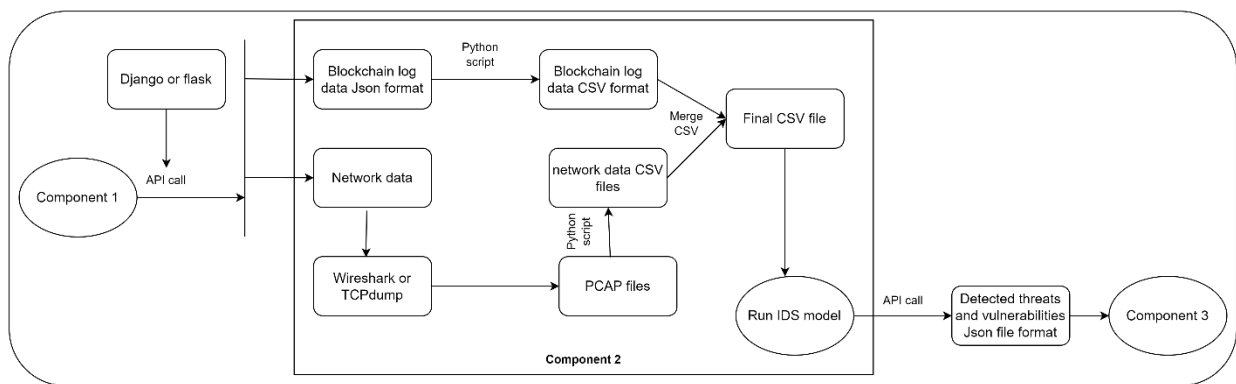 Django or flask
API call
Component 1
Blockchain log
data Json format
Python
script
Blockchain log
data CSV format
Merge
CSV
Final CSV file
Network data
network data CSV
files
Python
script
Wireshark or
TCPdump
PCAP files
Run IDS model
Component 2
API call
Detected threats
and vulnerabilities
Json file format
Component 3